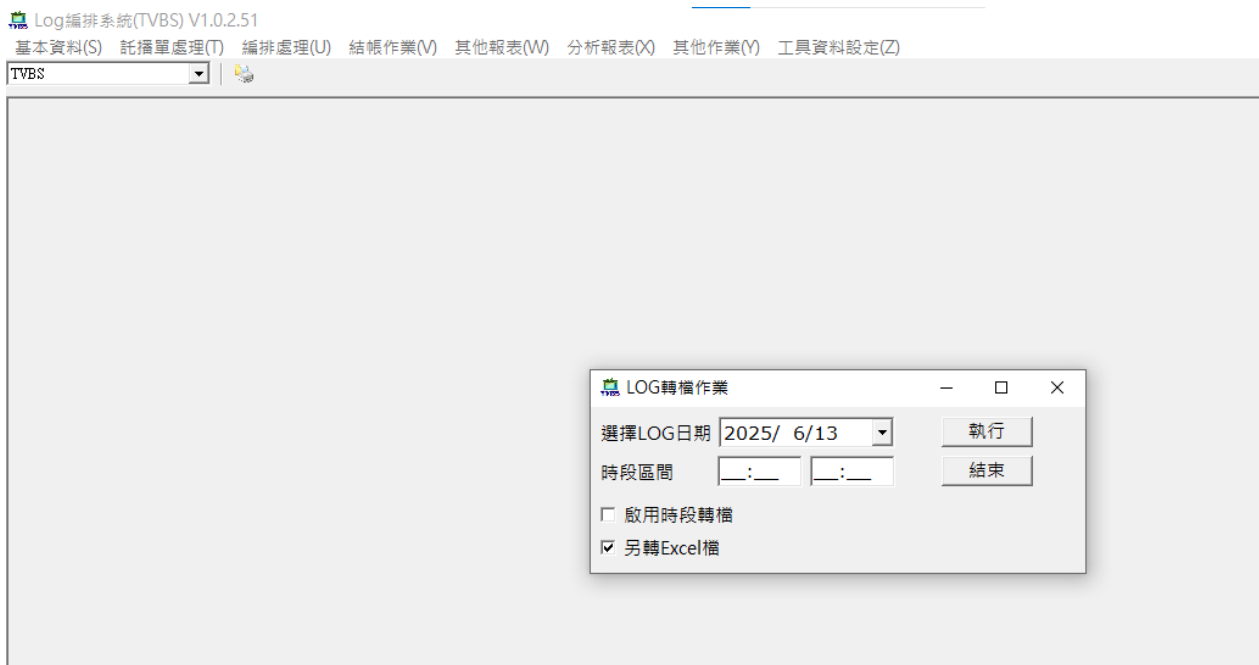 Log編排系統(TVBS) V1.0.2.51
基本資料(S) 託播單處理(T) 編排處理(U) 結帳作業(V) 其他報表(W) 分析報表(X) 其他作業(Y) 工具資料設定(Z)
TVBS
LOG轉檔作業
選擇LOG日期 2025/ 6/13 執行
時段區間 __:__ __:__ 結束
啟用時段轉檔
另轉Excel檔